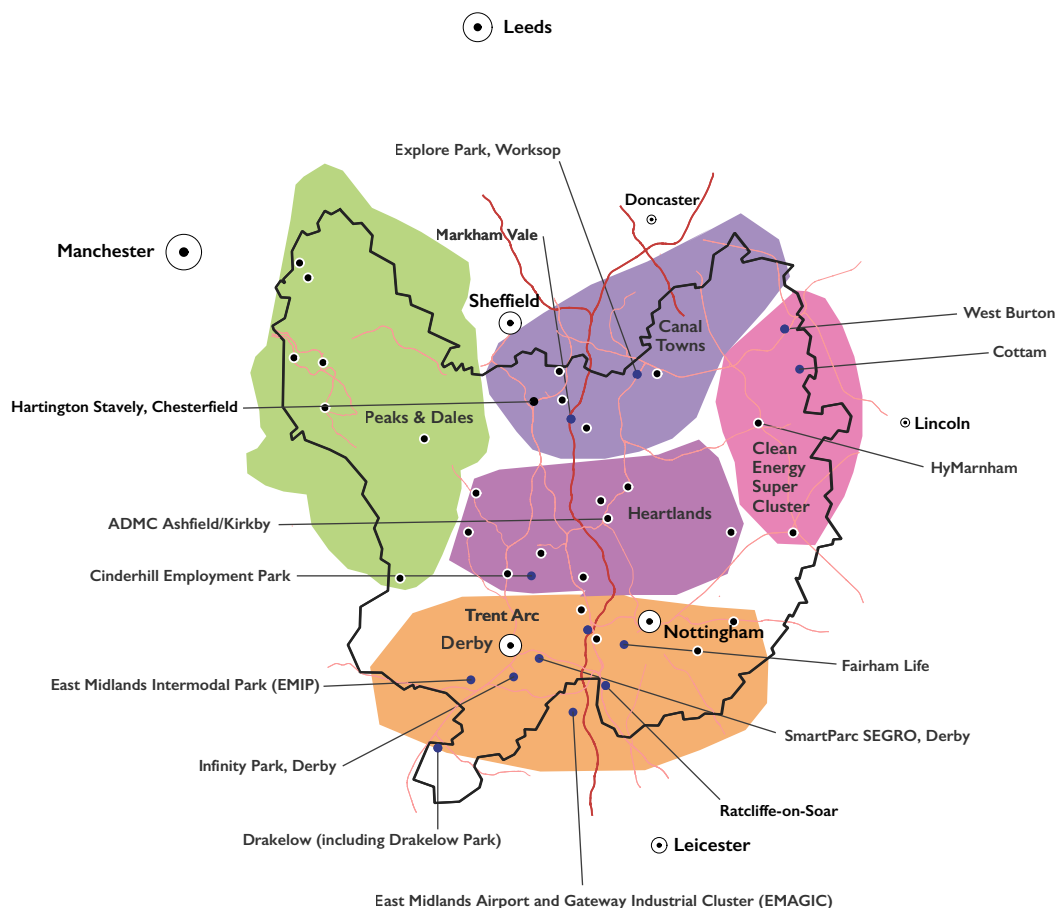 Leeds
Explore Park, Worksop
Doncaster
Markham Vale
Manchester
Sheffield
West Burton
Canal
Towns
Cottam
Hartington Stavely, Chesterfield
Peaks & Dales
Lincoln
Clean
Energy
Super
Cluster
HyMarnham
Heartlands
ADMC Ashfield/Kirkby
Cinderhill Employment Park
Trent Arc
Nottingham
Derby
Fairham Life
East Midlands Intermodal Park (EMIP)
SmartParc SEGRO, Derby
Infinity Park, Derby
Ratcliffe-on-Soar
Drakelow (including Drakelow Park)
Leicester
East Midlands Airport and Gateway Industrial Cluster (EMAGIC)